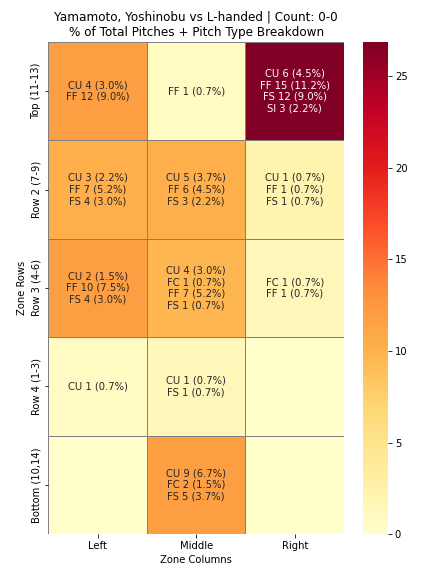 Yamamoto, Yoshinobu vs L-handed | Count: 0-0
% of Total Pitches + Pitch Type Breakdown
Zone Rows
Top (11-13)
CU 4 (3.0%)
FF 12 (9.0%)
FF 1 (0.7%)
CU 6 (4.5%)
FF 15 (11.2%)
FS 12 (9.0%)
SI 3 (2.2%)
Row 2 (7-9)
CU 3 (2.2%)
FF 7 (5.2%)
FS 4 (3.0%)
CU 5 (3.7%)
FF 6 (4.5%)
FS 3 (2.2%)
CU 1 (0.7%)
FF 1 (0.7%)
FS 1 (0.7%)
Row 3 (4-6)
CU 2 (1.5%)
FF 10 (7.5%)
FS 4 (3.0%)
CU 4 (3.0%)
FC 1 (0.7%)
FF 7 (5.2%)
FS 1 (0.7%)
FC 1 (0.7%)
FF 1 (0.7%)
Row 4 (1-3)
CU 1 (0.7%)
CU 1 (0.7%)
FS 1 (0.7%)
Bottom (10,14)
CU 9 (6.7%)
FC 2 (1.5%)
FS 5 (3.7%)
Left
Middle
Right
Zone Columns
25
20
15
10
5
0